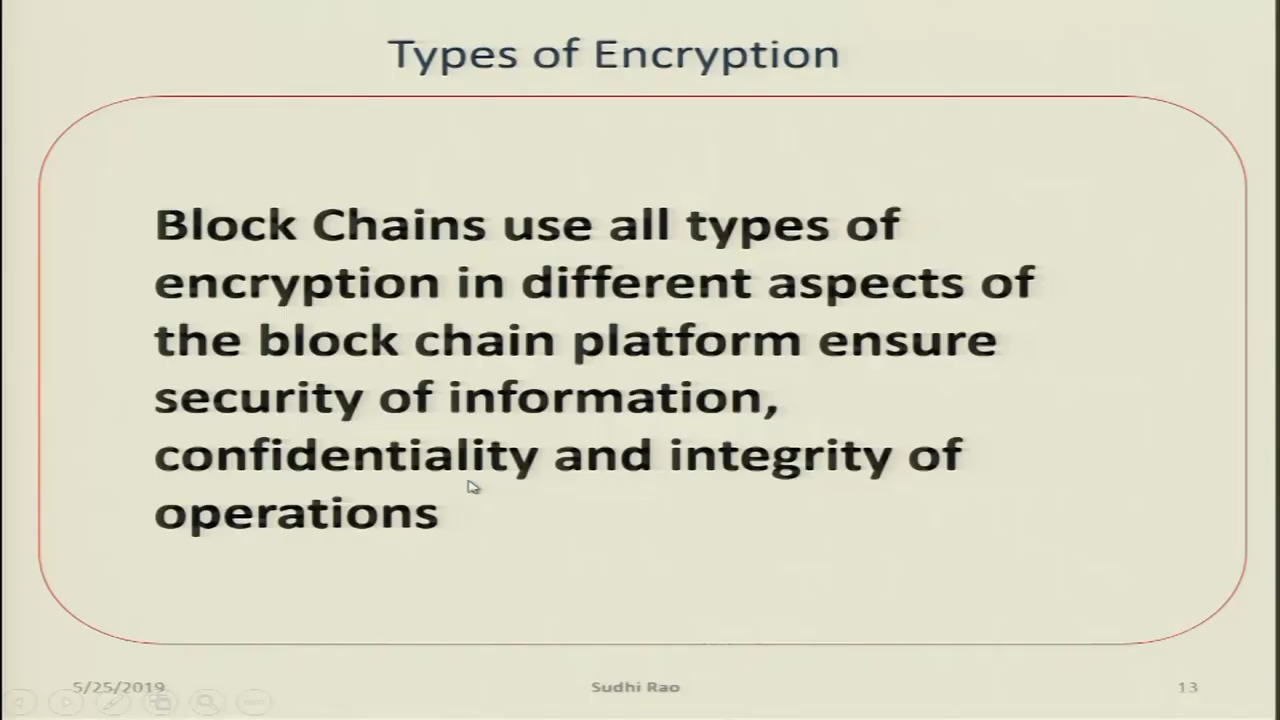 Types of Encryption
Block Chains use all types of
encryption in different aspects of
the block chain platform ensure
security of information,
confidentiality and integrity of
operations
5/25/2019
Sudhi Rao
13